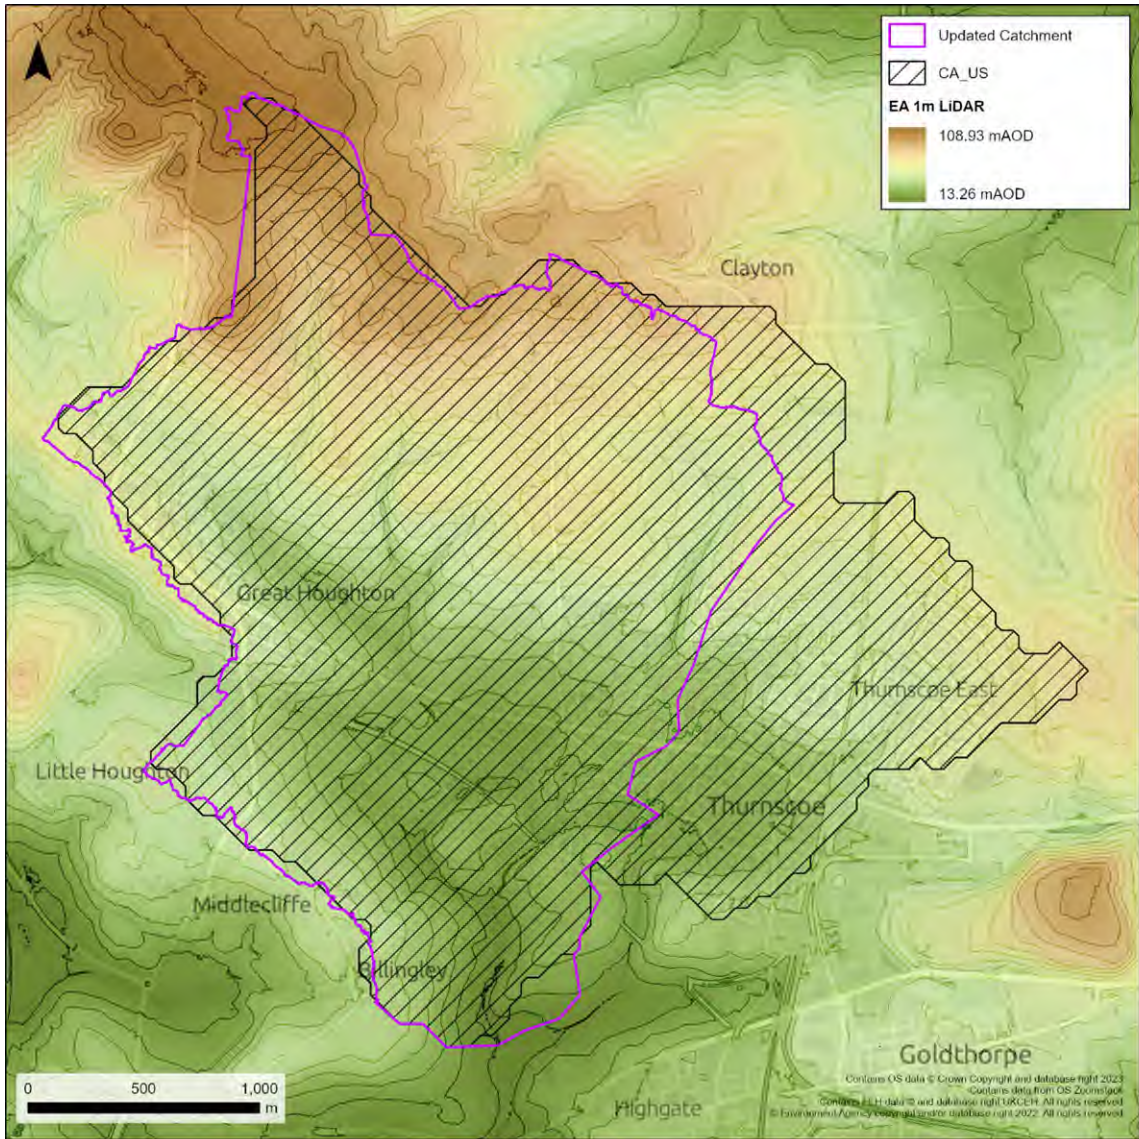 N
Updated Catchment
CA_US
EA 1m LiDAR
108.93 mAOD
13.26 mAOD
Clayton
Great Houghton
Thurnscoe East
Little Houghton
Thurnscoe
Middlecliffe
Billingley
Goldthorpe
Highgate
0 500 1,000
m
Contains OS data © Crown Copyright and database right 2023
Contains data from OS Zoomstack
Contains FEH data © and database right UKCEH. All rights reserved
© Environment Agency copyright and/or database right 2022. All rights reserved